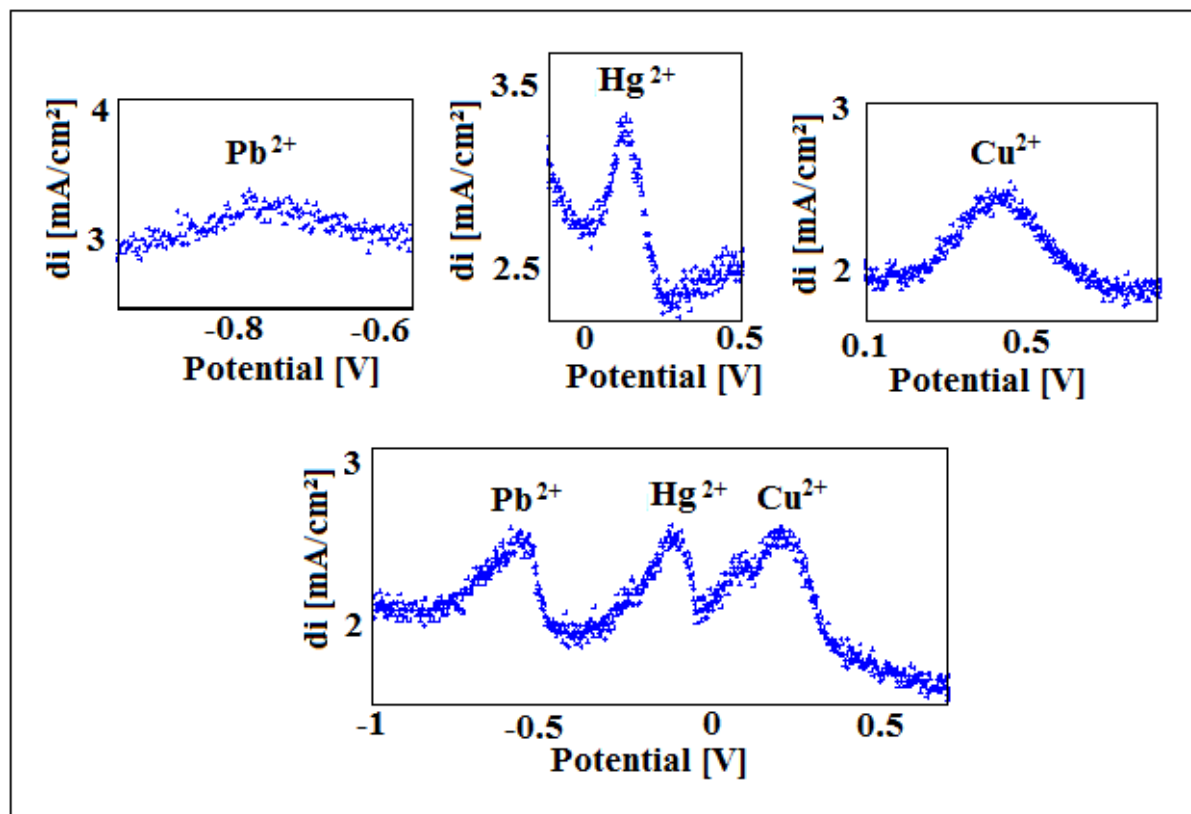 4
Pb²⁺
di [mA/cm²]
3
-0.8
-0.6
Potential [V]
3.5
Hg²⁺
di [mA/cm²]
2.5
0
0.5
Potential [V]
3
Cu²⁺
di [mA/cm²]
2
0.1
0.5
Potential [V]
3
Pb²⁺
Hg²⁺
Cu²⁺
di [mA/cm²]
2
-1
-0.5
0
0.5
Potential [V]